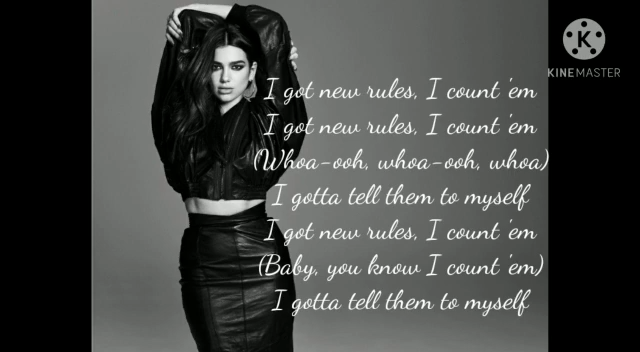 I got new rules, I count 'em
K
KINEMASTER
I got new rules, I count 'em
(Whoa-ooh, whoa-ooh, whoa)
I gotta tell them to myself
I got new rules, I count 'em
(Baby, you know I count 'em)
I gotta tell them to myself